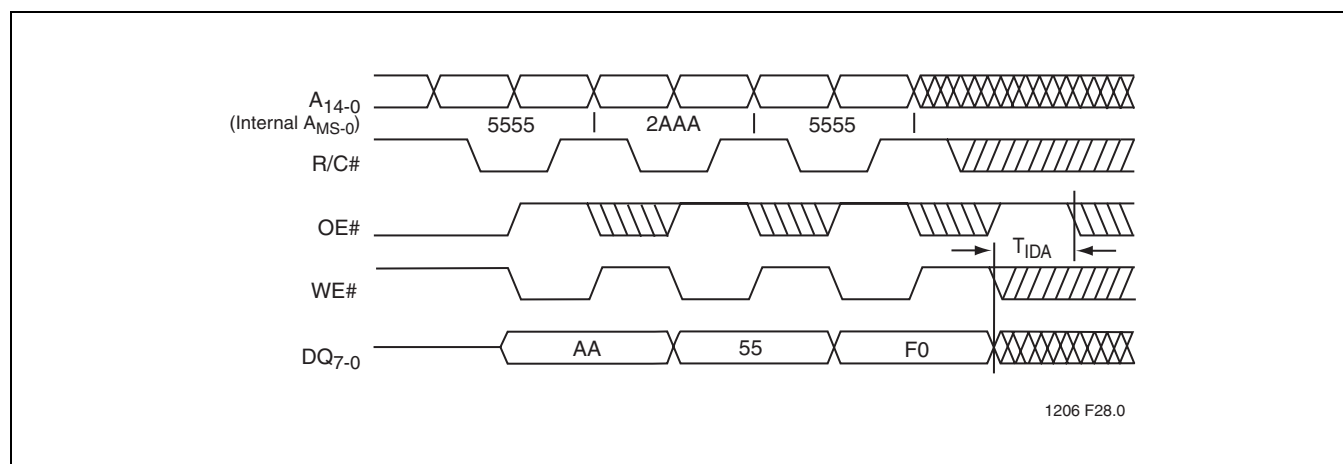 A14-0
(Internal AMS-0)
5555 2AAA 5555
R/C#
OE#
TIDA
WE#
DQ7-0
AA 55 F0
1206 F28.0